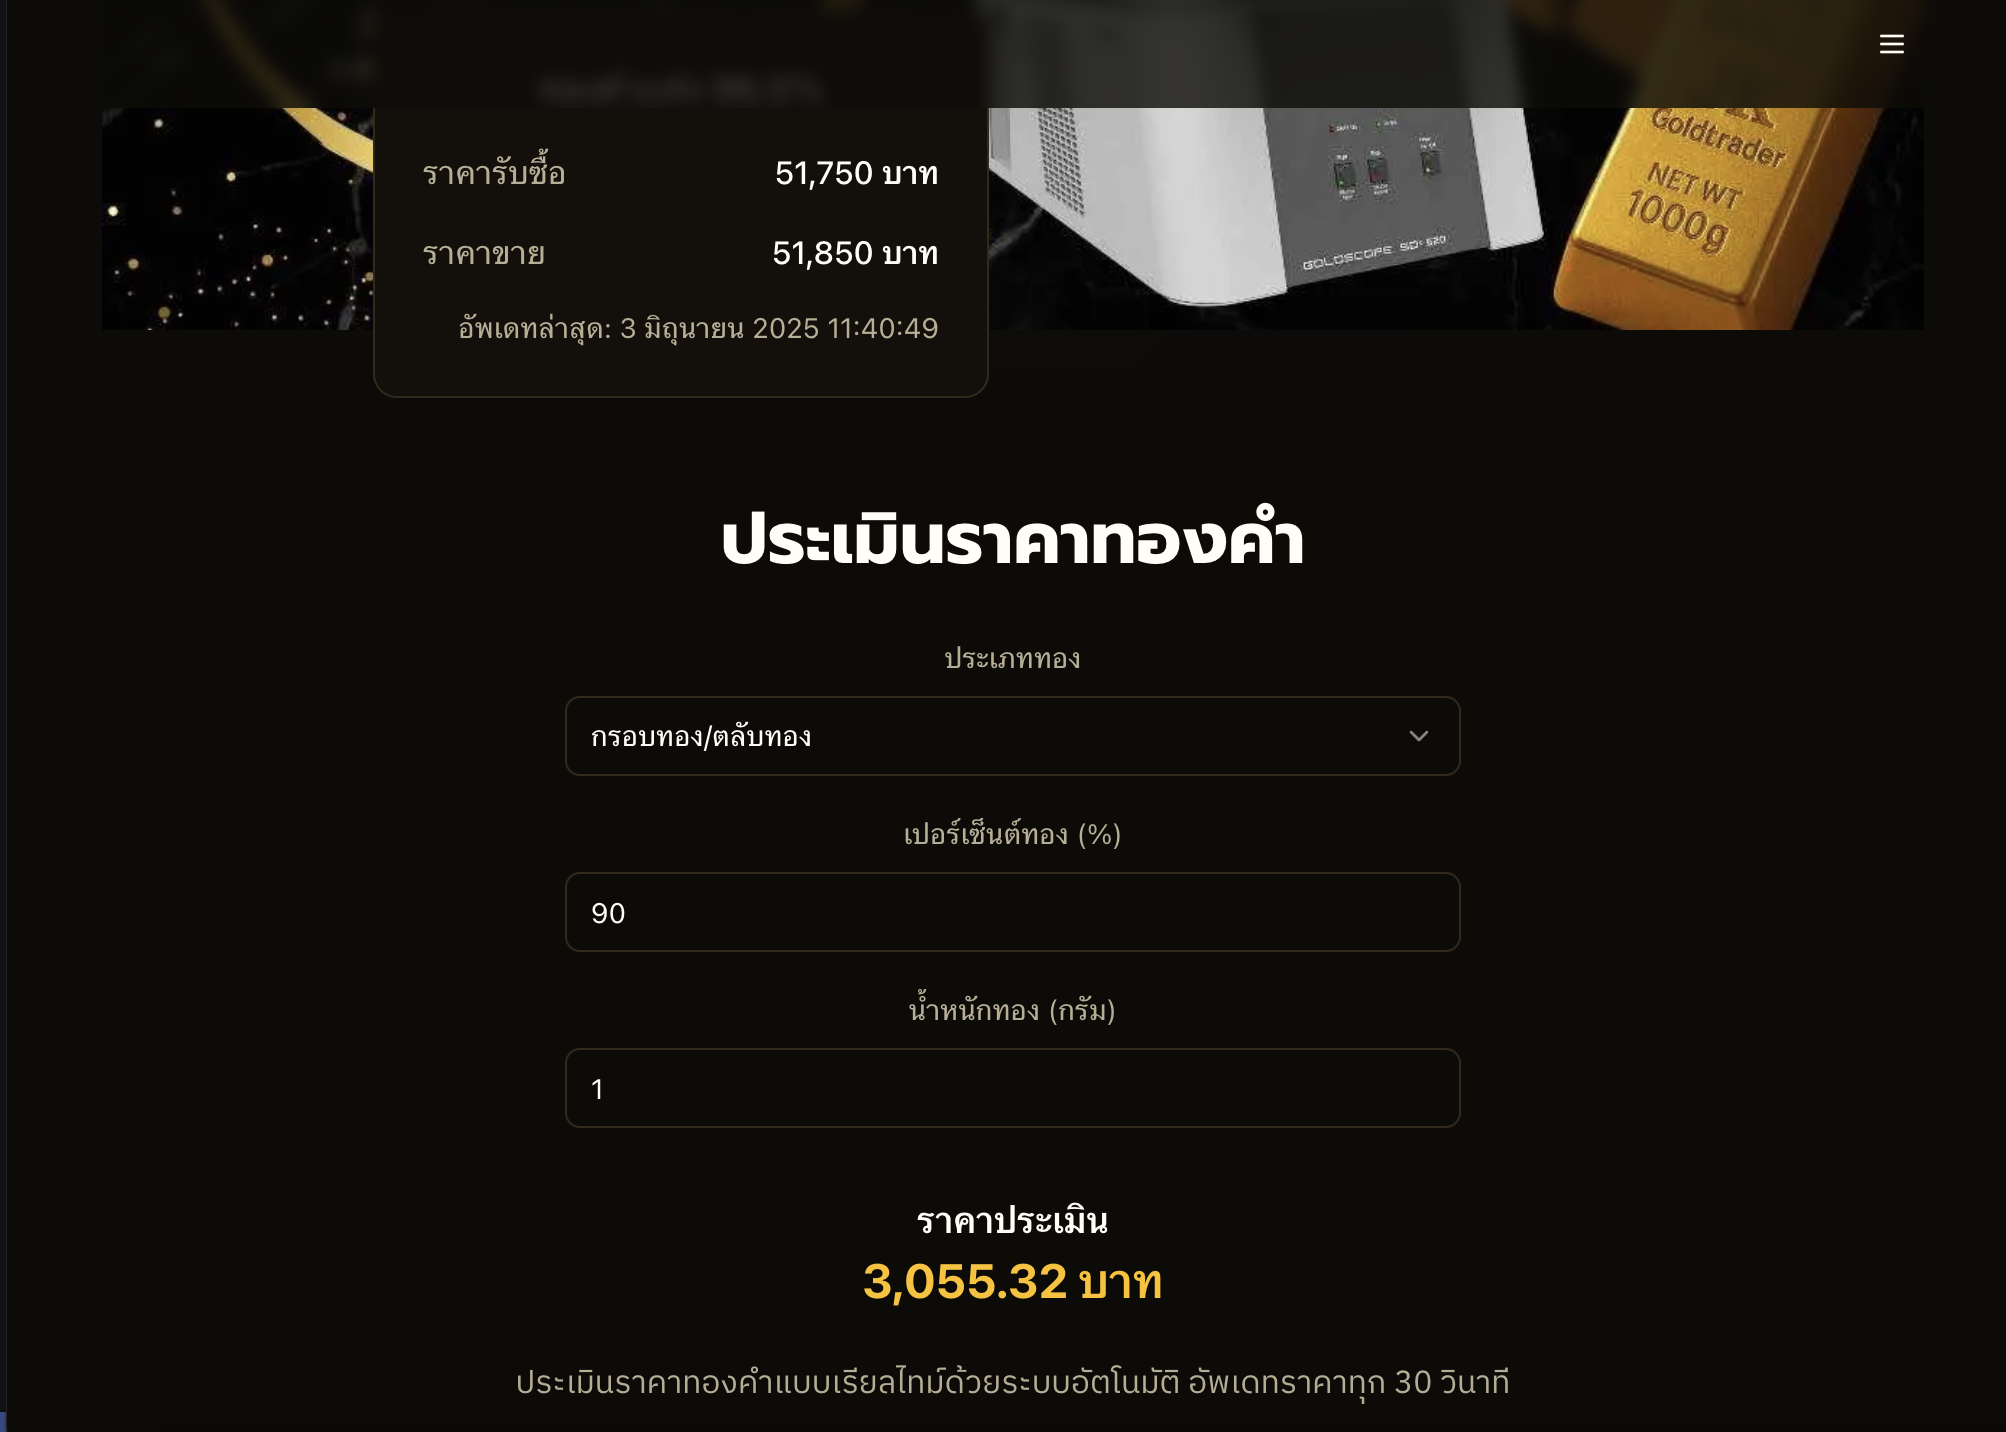 ราคารับซื้อ 51,750 บาท
ราคาขาย 51,850 บาท
อัพเดทล่าสุด: 3 มิถุนายน 2025 11:40:49
Goldtrader
NET WT
1000g
GOLDSCOPE SD-520
ประเมินราคาทองคำ
ประเภททอง
กรอบทอง/ตลับทอง
เปอร์เซ็นต์ทอง (%)
90
น้ำหนักทอง (กรัม)
1
ราคาประเมิน
3,055.32 บาท
ประเมินราคาทองคำแบบเรียลไทม์ด้วยระบบอัตโนมัติ อัพเดทราคาทุก 30 วินาที